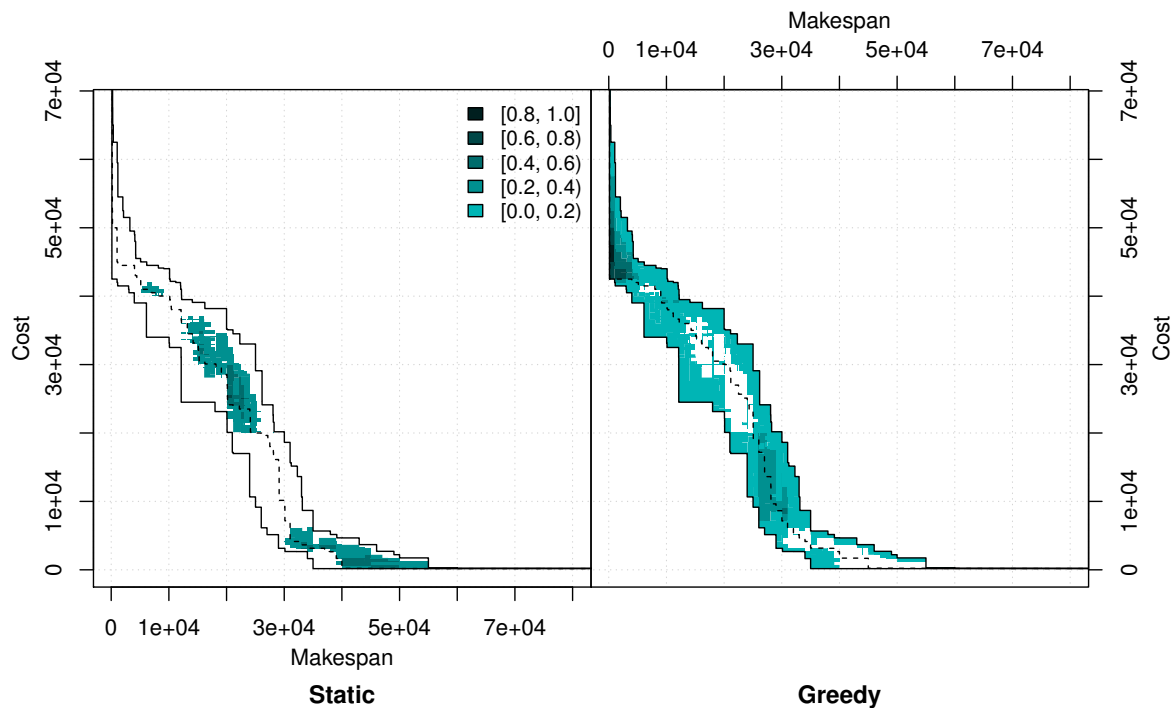 Makespan
0 1e+04 3e+04 5e+04 7e+04
7e+04
5e+04
3e+04
1e+04
0
Cost
[0.8, 1.0]
[0.6, 0.8)
[0.4, 0.6)
[0.2, 0.4)
[0.0, 0.2)
7e+04
5e+04
3e+04
1e+04
0
Cost
0 1e+04 3e+04 5e+04 7e+04
Makespan
Static
Greedy